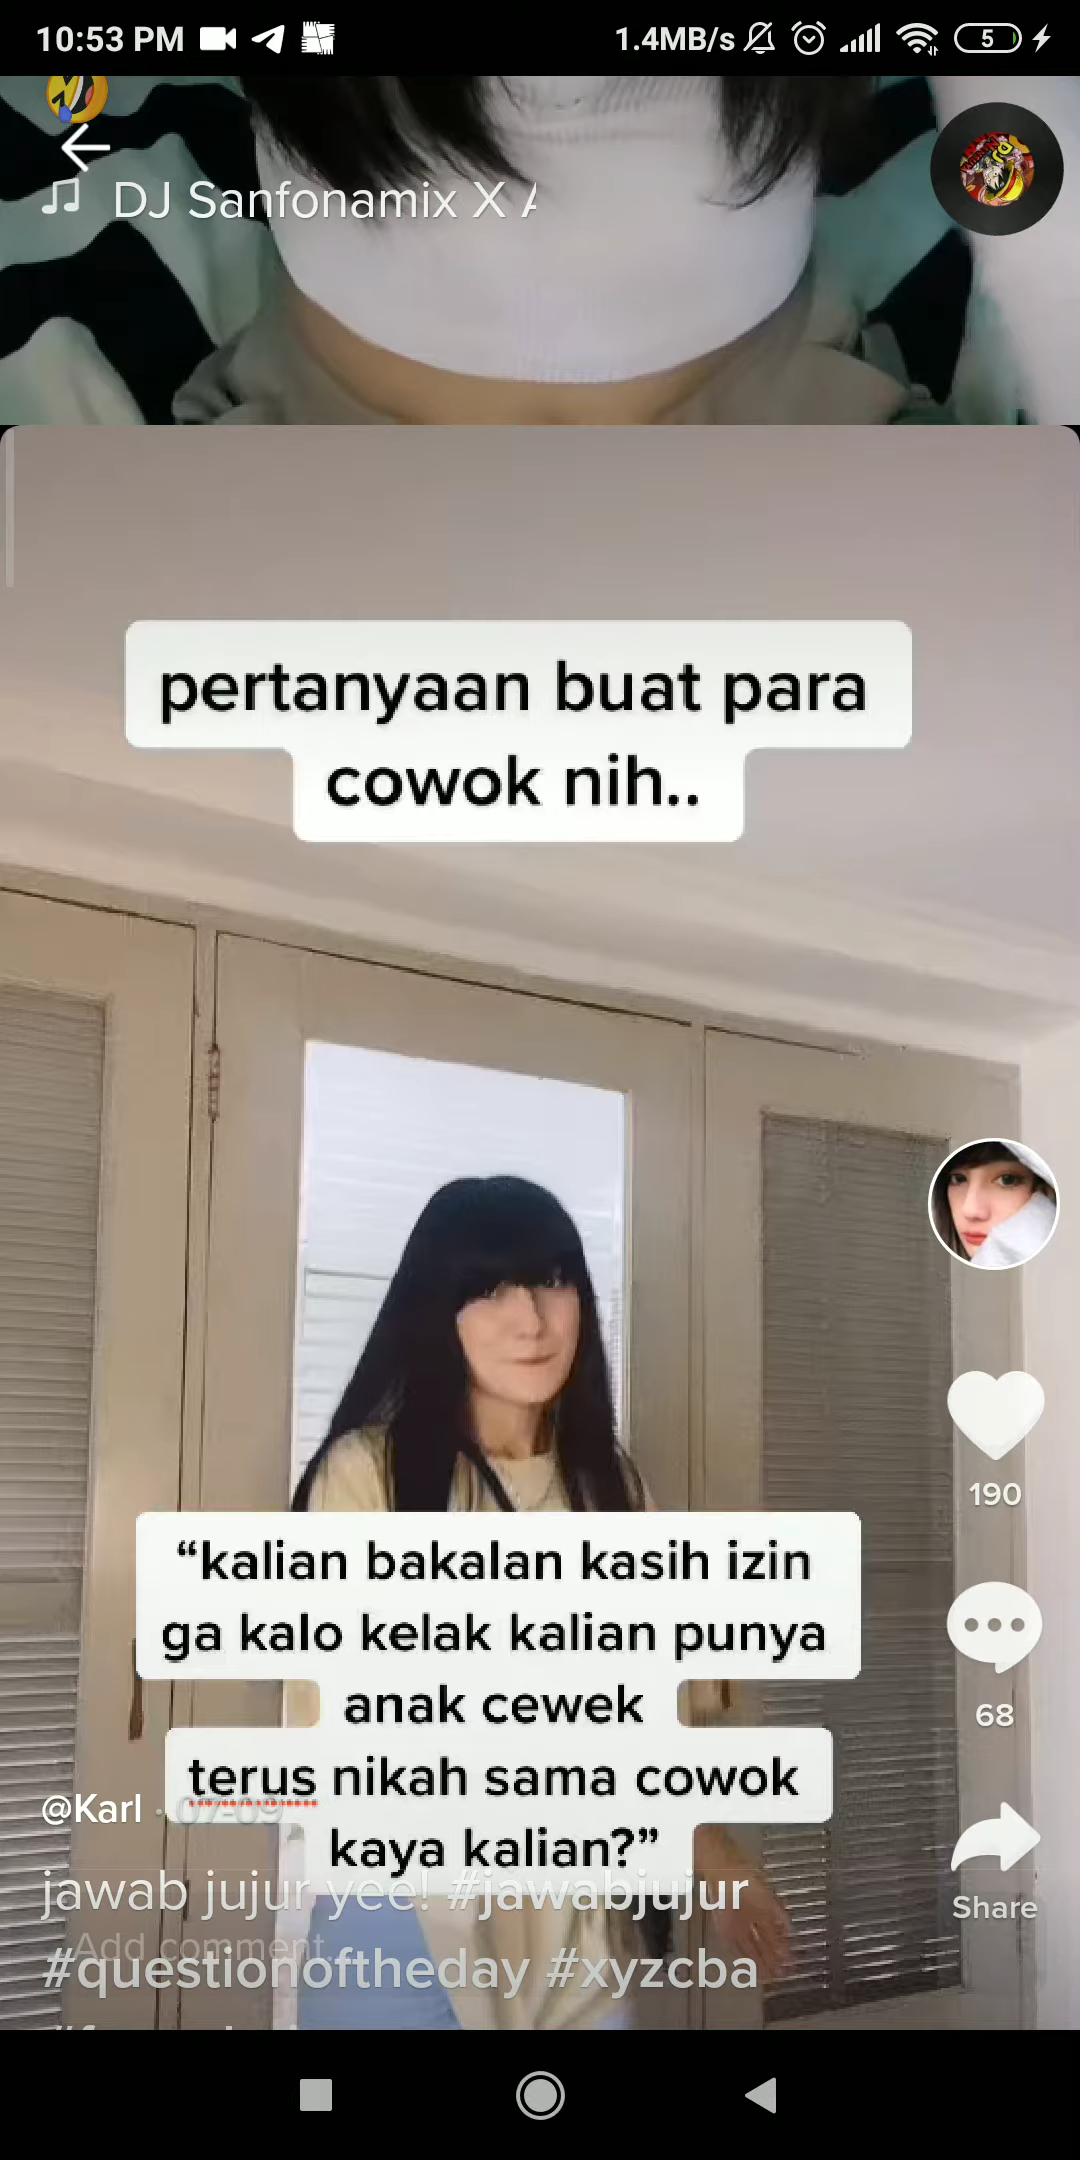 10:53 PM
1.4MB/s
5
DJ Sanfonamix X
pertanyaan buat para
cowok nih..
“kalian bakalan kasih izin
ga kalo kelak kalian punya
anak cewek
terus nikah sama cowok
kaya kalian?”
190
68
Share
@Karl · 07-09
jawab jujur yee! #jawabjujur
Add comment.
#questionoftheday #xyzcba